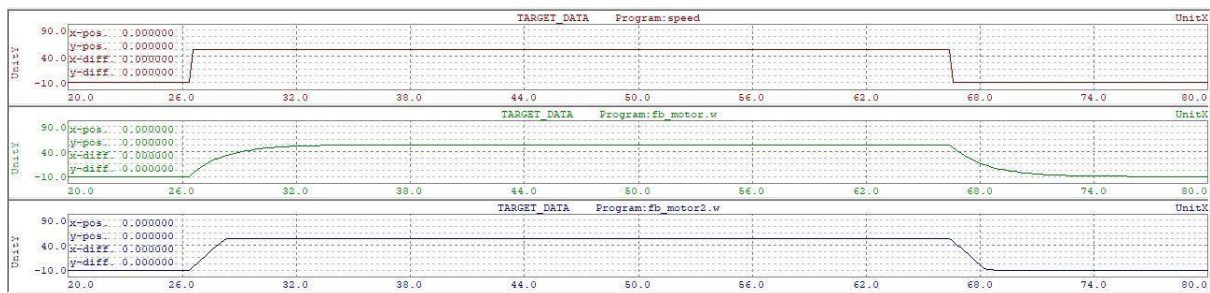 TARGET_DATA Program:speed UnitX
90.0 x-pos. 0.000000
y-pos. 0.000000
40.0 x-diff. 0.000000
y-diff. 0.000000
-10.0
UnitY
20.0 26.0 32.0 38.0 44.0 50.0 56.0 62.0 68.0 74.0 80.0
TARGET_DATA Program:fb_motor.w UnitX
90.0 x-pos. 0.000000
y-pos. 0.000000
40.0 x-diff. 0.000000
y-diff. 0.000000
-10.0
UnitY
20.0 26.0 32.0 38.0 44.0 50.0 56.0 62.0 68.0 74.0 80.0
TARGET_DATA Program:fb_motor2.w UnitX
90.0 x-pos. 0.000000
y-pos. 0.000000
40.0 x-diff. 0.000000
y-diff. 0.000000
-10.0
UnitY
20.0 26.0 32.0 38.0 44.0 50.0 56.0 62.0 68.0 74.0 80.0